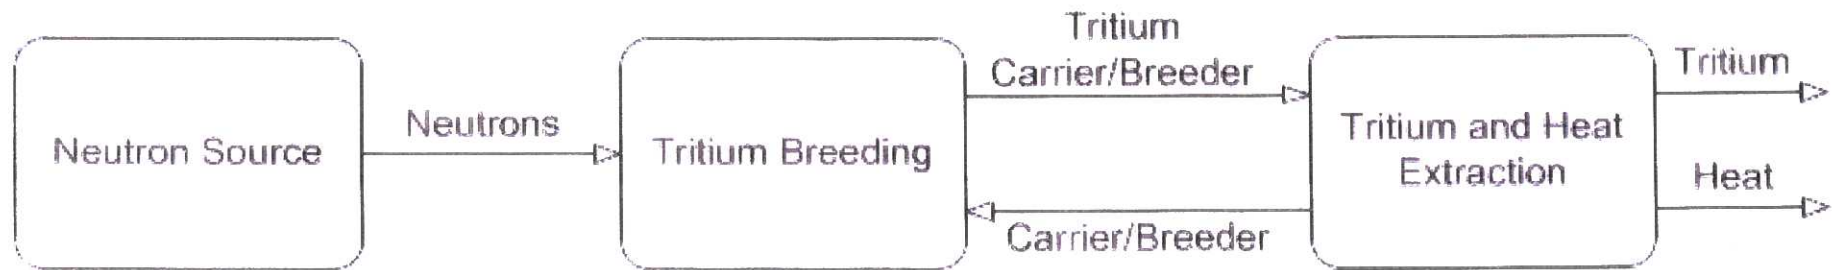 Neutron Source
Neutrons
Tritium Breeding
Tritium
Carrier/Breeder
Carrier/Breeder
Tritium and Heat
Extraction
Tritium
Heat